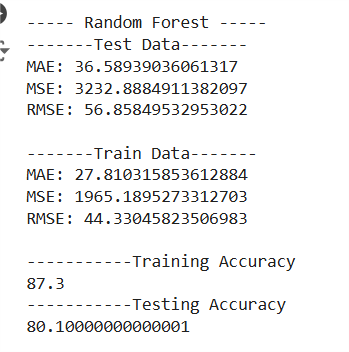 ----- Random Forest -----
-------Test Data-------
MAE: 36.58939036061317
MSE: 3232.8884911382097
RMSE: 56.85849532953022
-------Train Data-------
MAE: 27.810315853612884
MSE: 1965.1895273312703
RMSE: 44.33045823506983
-----------Training Accuracy
87.3
-----------Testing Accuracy
80.10000000000001